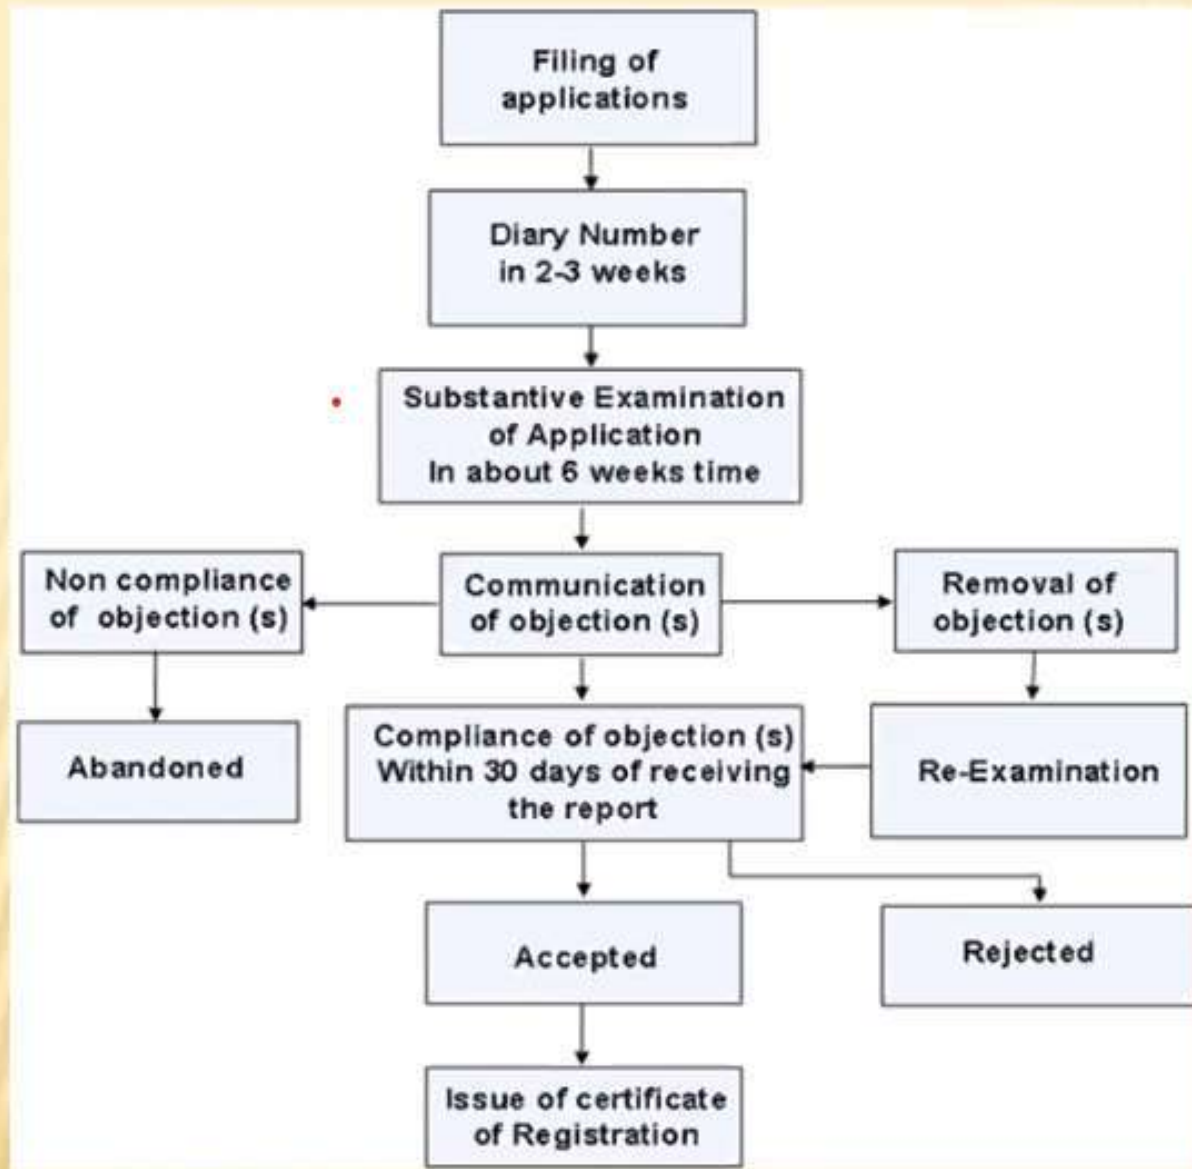 Filing of
applications
Diary Number
in 2-3 weeks
Substantive Examination
of Application
In about 6 weeks time
Non compliance
of objection (s)
Communication
of objection (s)
Removal of
objection (s)
Abandoned
Compliance of objection (s)
Within 30 days of receiving
the report
Re-Examination
Accepted
Rejected
Issue of certificate
of Registration